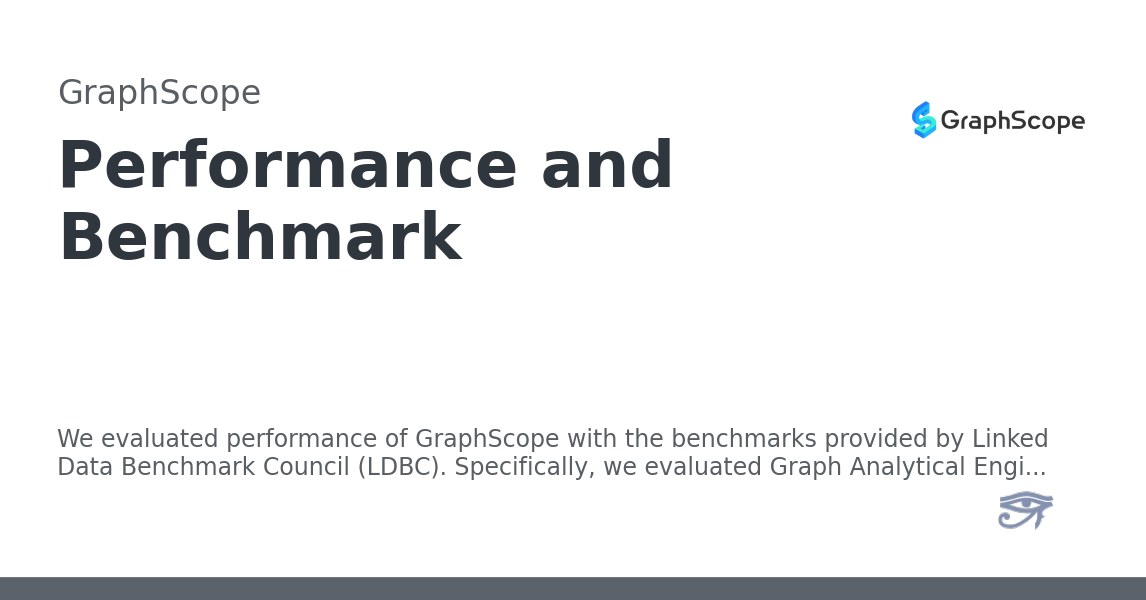 GraphScope
GraphScope
Performance and
Benchmark
We evaluated performance of GraphScope with the benchmarks provided by Linked
Data Benchmark Council (LDBC). Specifically, we evaluated Graph Analytical Engi...